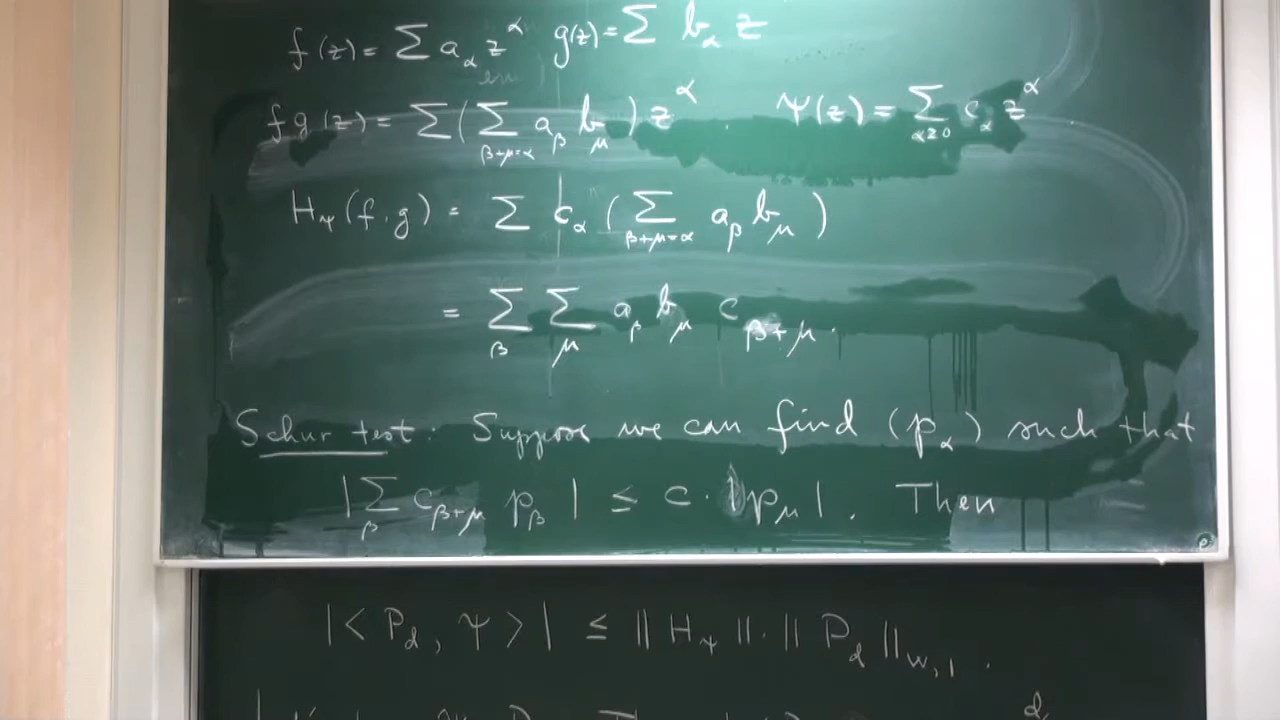 f(z) = Σ a_α z^α g(z) = Σ b_α z
fg(z) = Σ ( Σ_{β+μ=α} a_β b_μ ) z^α . Ψ(z) = Σ_{α≥0} c_α z^α
H_Ψ(f·g) = Σ c_α ( Σ_{β+μ=α} a_β b_μ )
= Σ_β Σ_μ a_β b_μ c_{β+μ}.
Schur test: Suppose we can find (p_α) such that
|Σ_β c_{β+μ} p_β| ≤ C·|p_μ|. Then
|<P_d, Ψ>| ≤ ||H_Ψ||·||P_d||_{w,1}.